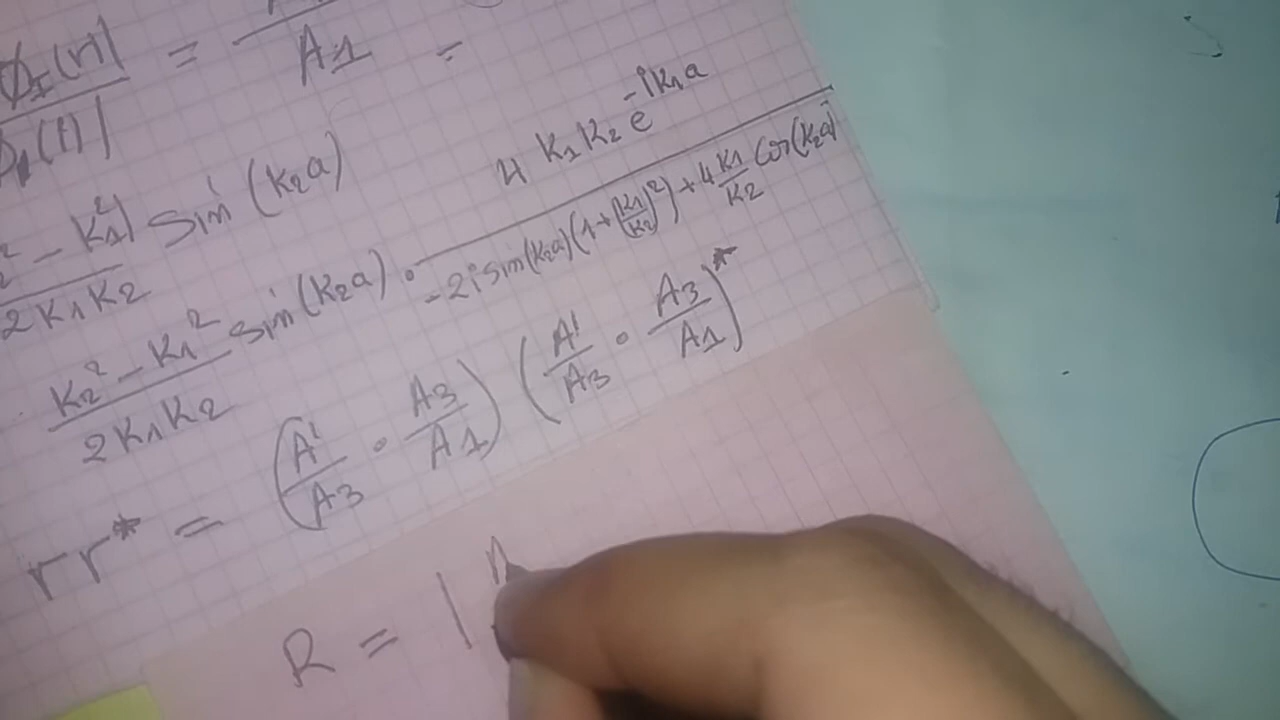 ϕ₁(r)| / ϕ₁(t)| = / A1 =
² - K1²) / 2K1K2 sin (K2a)
4 K1 K2 e^-iK1a
K2² - K1² / 2K1K2 sin (K2a) · / -2i sin(K2a)(1+(K1/K2)²)+4 K1/K2 cos(K2a)
rr* = (A'/A3 · A3/A1) (A'/A3 · A3/A1)*
R = |